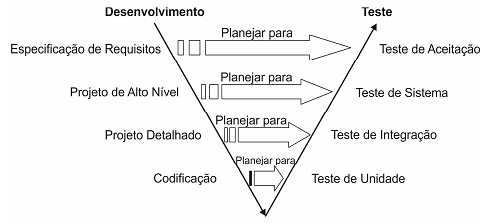 Desenvolvimento Teste
Planejar para
Especificação de Requisitos Teste de Aceitação
Planejar para
Projeto de Alto Nível Teste de Sistema
Planejar para
Projeto Detalhado Teste de Integração
Planejar para
Codificação Teste de Unidade